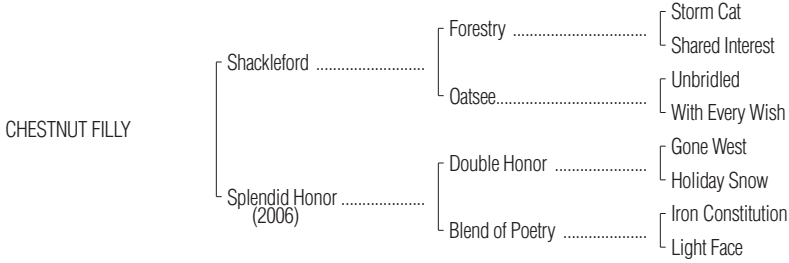 Storm Cat
Forestry ................................
Shared Interest
Shackleford ..........................
Unbridled
Oatsee....................................
With Every Wish
CHESTNUT FILLY
Gone West
Double Honor ......................
Holiday Snow
Splendid Honor ....................
(2006)
Iron Constitution
Blend of Poetry ....................
Light Face